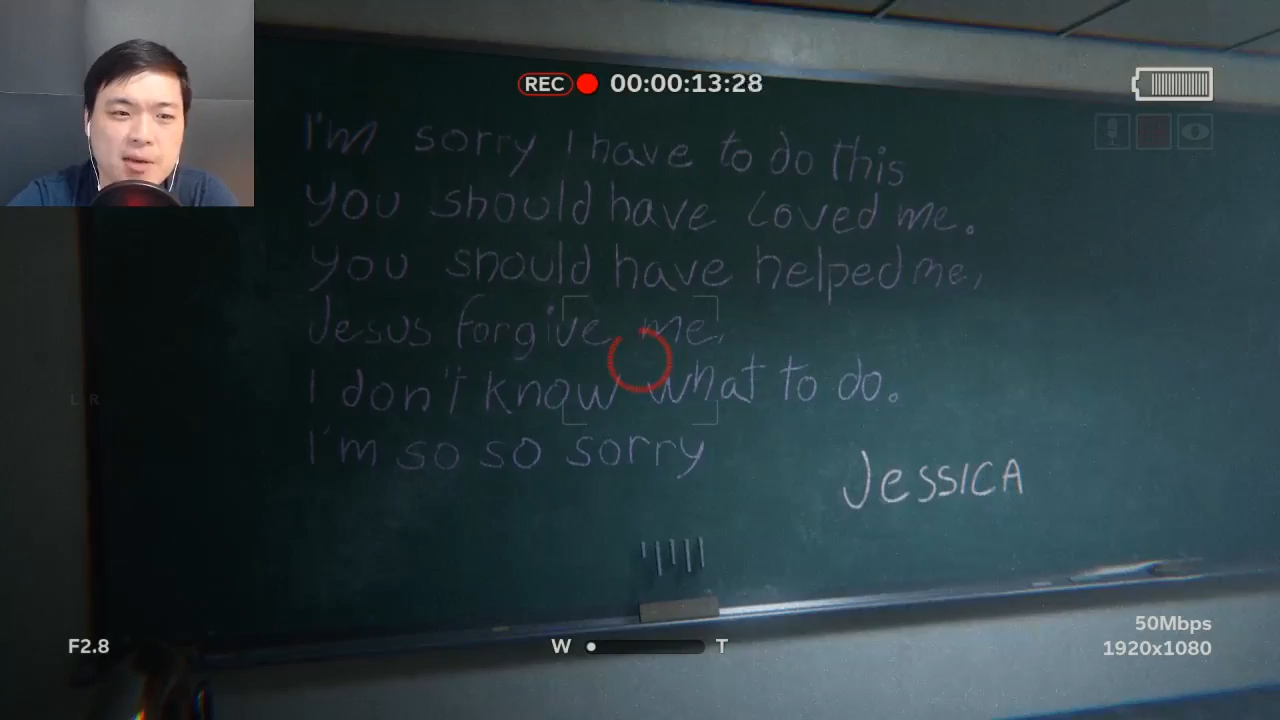 REC 00:00:13:28
I'm sorry I have to do this
You should have loved me.
You should have helped me,
Jesus forgive me,
I don't know what to do.
I'm so so sorry
JessicA
L R
F2.8
W T
50Mbps
1920x1080